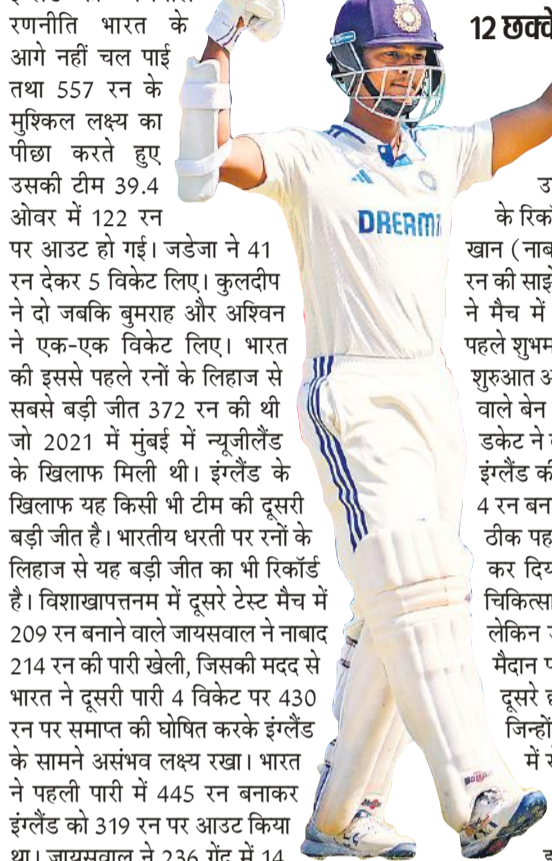 रणनीति भारत के
आगे नहीं चल पाई
तथा 557 रन के
मुश्किल लक्ष्य का
पीछा करते हुए
उसकी टीम 39.4
ओवर में 122 रन
पर आउट हो गई। जडेजा ने 41
रन देकर 5 विकेट लिए। कुलदीप
ने दो जबकि बुमराह और अश्विन
ने एक-एक विकेट लिए। भारत
की इससे पहले रनों के लिहाज से
सबसे बड़ी जीत 372 रन की थी
जो 2021 में मुंबई में न्यूजीलैंड
के खिलाफ मिली थी। इंग्लैंड के
खिलाफ यह किसी भी टीम की दूसरी
बड़ी जीत है। भारतीय धरती पर रनों के
लिहाज से यह बड़ी जीत का भी रिकॉर्ड
है। विशाखापत्तनम में दूसरे टेस्ट मैच में
209 रन बनाने वाले जायसवाल ने नाबाद
214 रन की पारी खेली, जिसकी मदद से
भारत ने दूसरी पारी 4 विकेट पर 430
रन पर समाप्त की घोषित करके इंग्लैंड
के सामने असंभव लक्ष्य रखा। भारत
ने पहली पारी में 445 रन बनाकर
इंग्लैंड को 319 रन पर आउट किया
था। जायसवाल ने 236 गेंद में 14
DREAM1
12 छक्के
के
खान (नाब
रन की
ने मैच में
पहले
शुरुआत
वाले बेन
डकेट ने
इंग्लैंड की
4 रन
ठीक
कर
लेकिन
मैदान
दूसरे
में